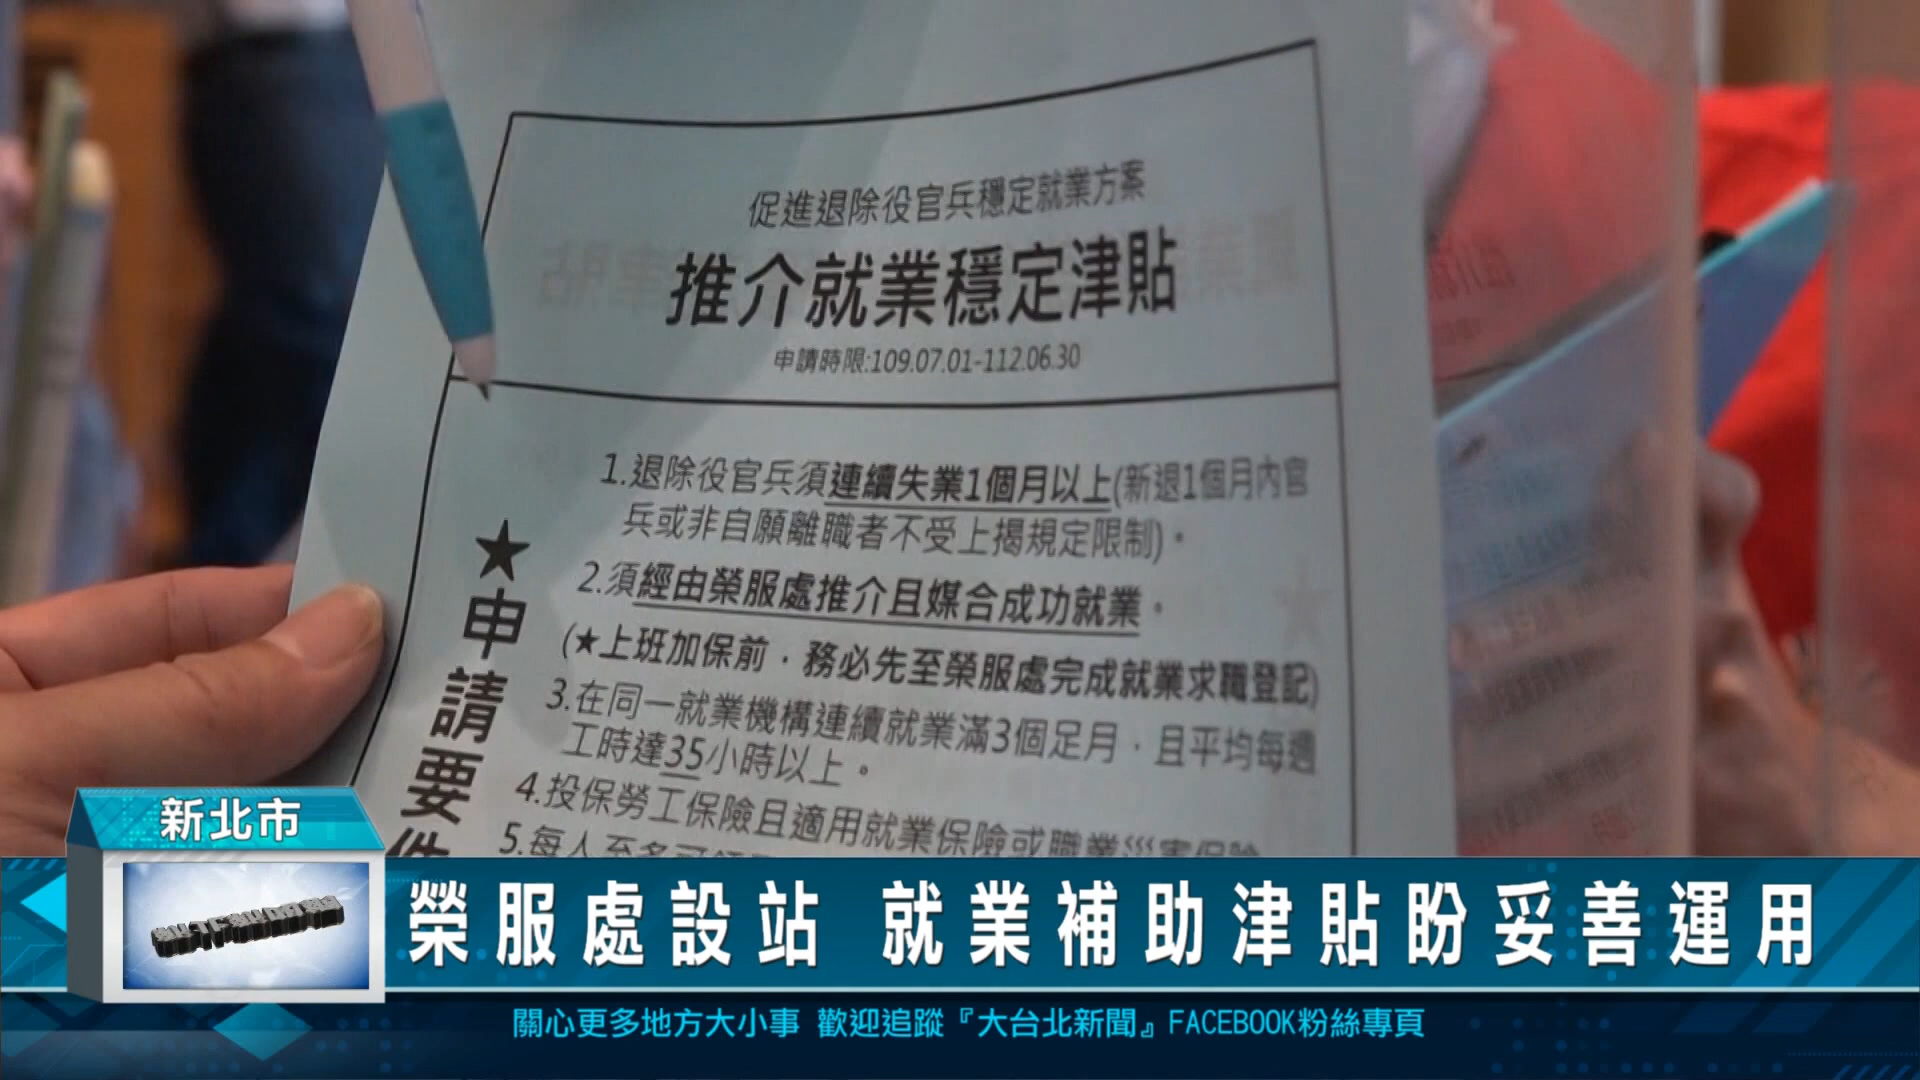 促進退除役官兵穩定就業方案
推介就業穩定津貼
申請時限:109.07.01-112.06.30
★申請要件
1.退除役官兵須連續失業1個月以上(新退1個月內官
兵或非自願離職者不受上揭規定限制)。
2.須經由榮服處推介且媒合成功就業。
(★上班加保前，務必先至榮服處完成就業求職登記)
3.在同一就業機構連續就業滿3個足月，且平均每週
工時達35小時以上。
4.投保勞工保險且適用就業保險或職業災害保險
5.每人至多可領
新北市
榮服處設站 就業補助津貼盼妥善運用
關心更多地方大小事 歡迎追蹤『大台北新聞』FACEBOOK粉絲專頁